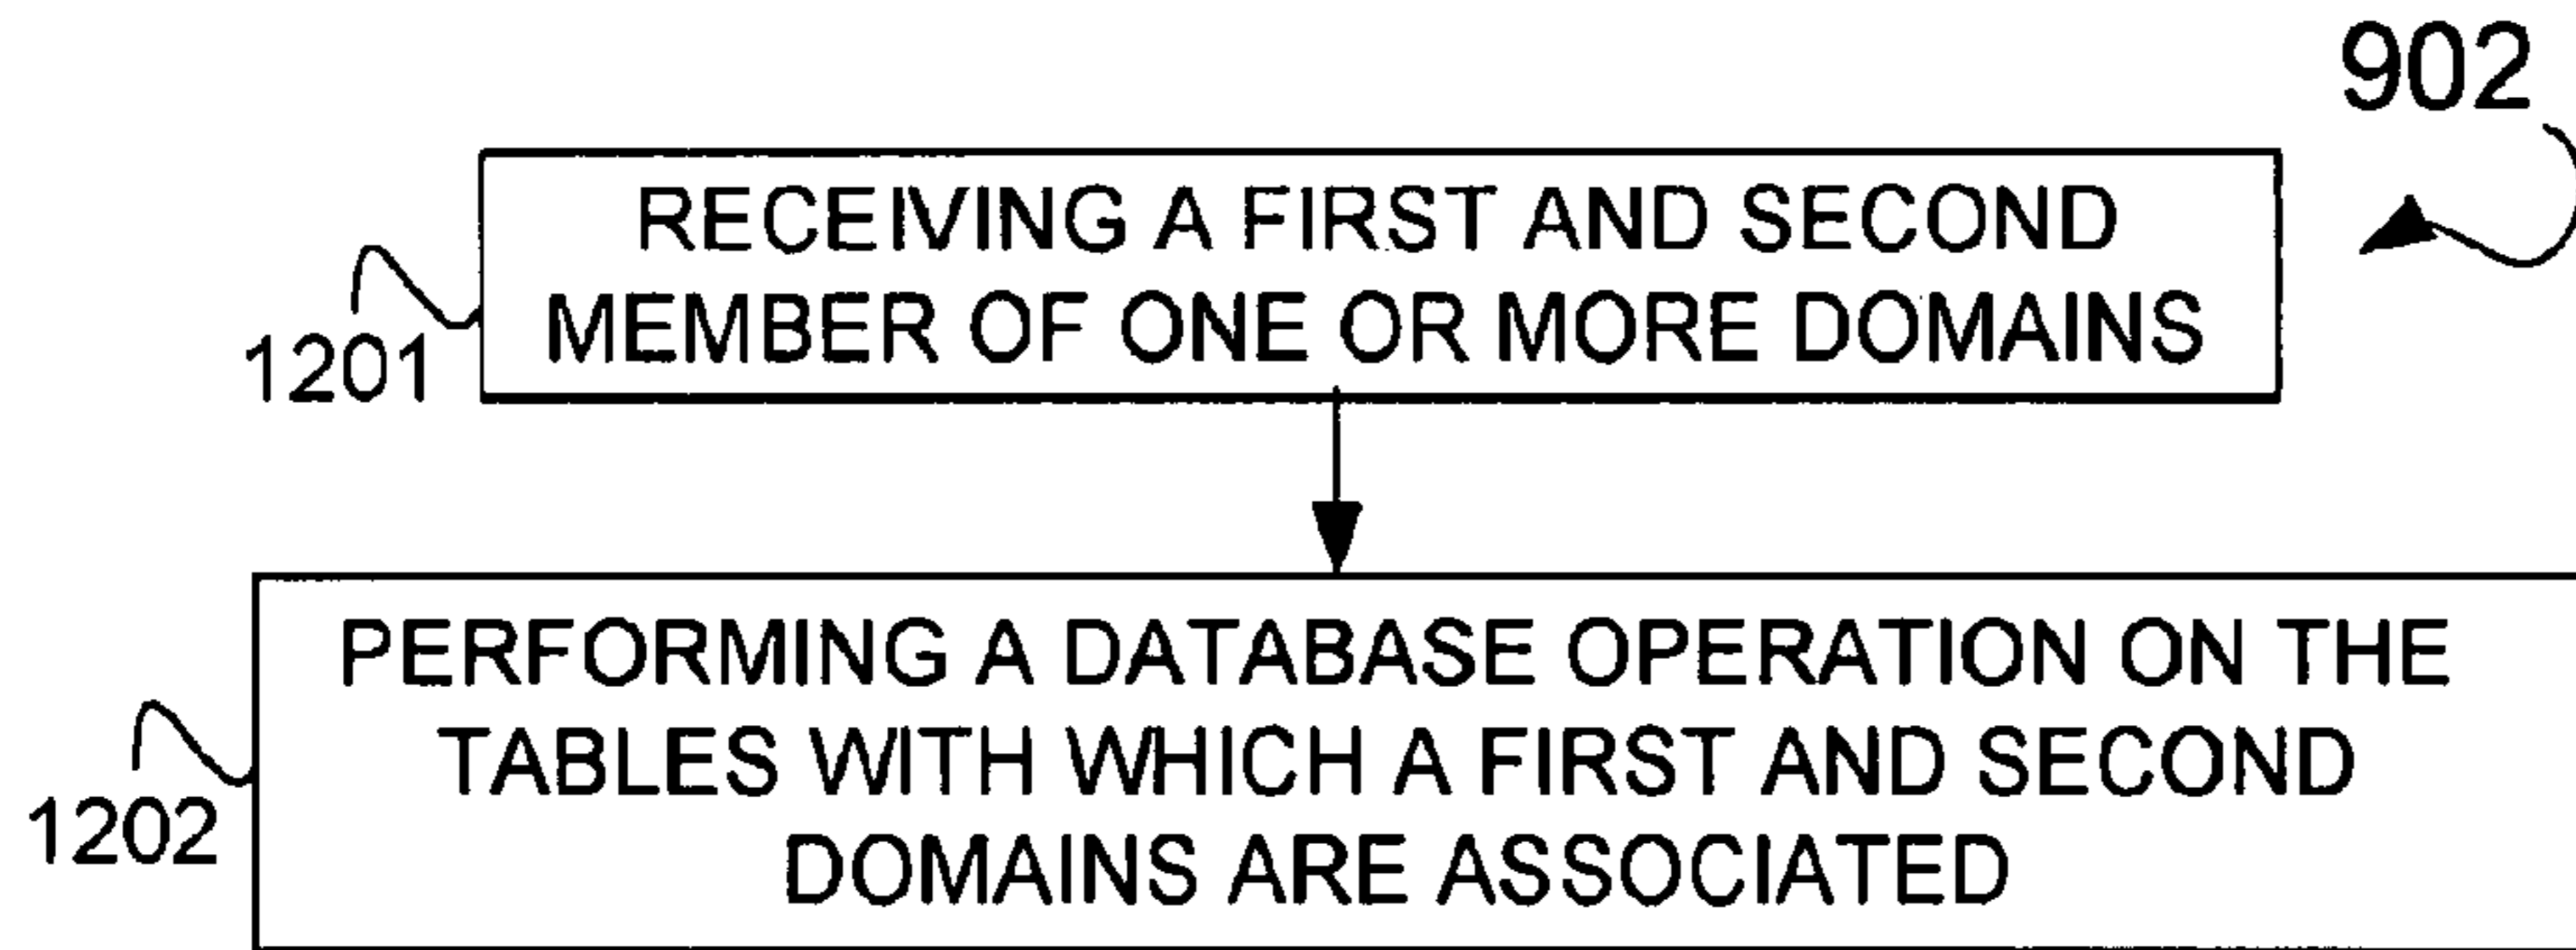 902
RECEIVING A FIRST AND SECOND
MEMBER OF ONE OR MORE DOMAINS
1201
PERFORMING A DATABASE OPERATION ON THE
TABLES WITH WHICH A FIRST AND SECOND
DOMAINS ARE ASSOCIATED
1202